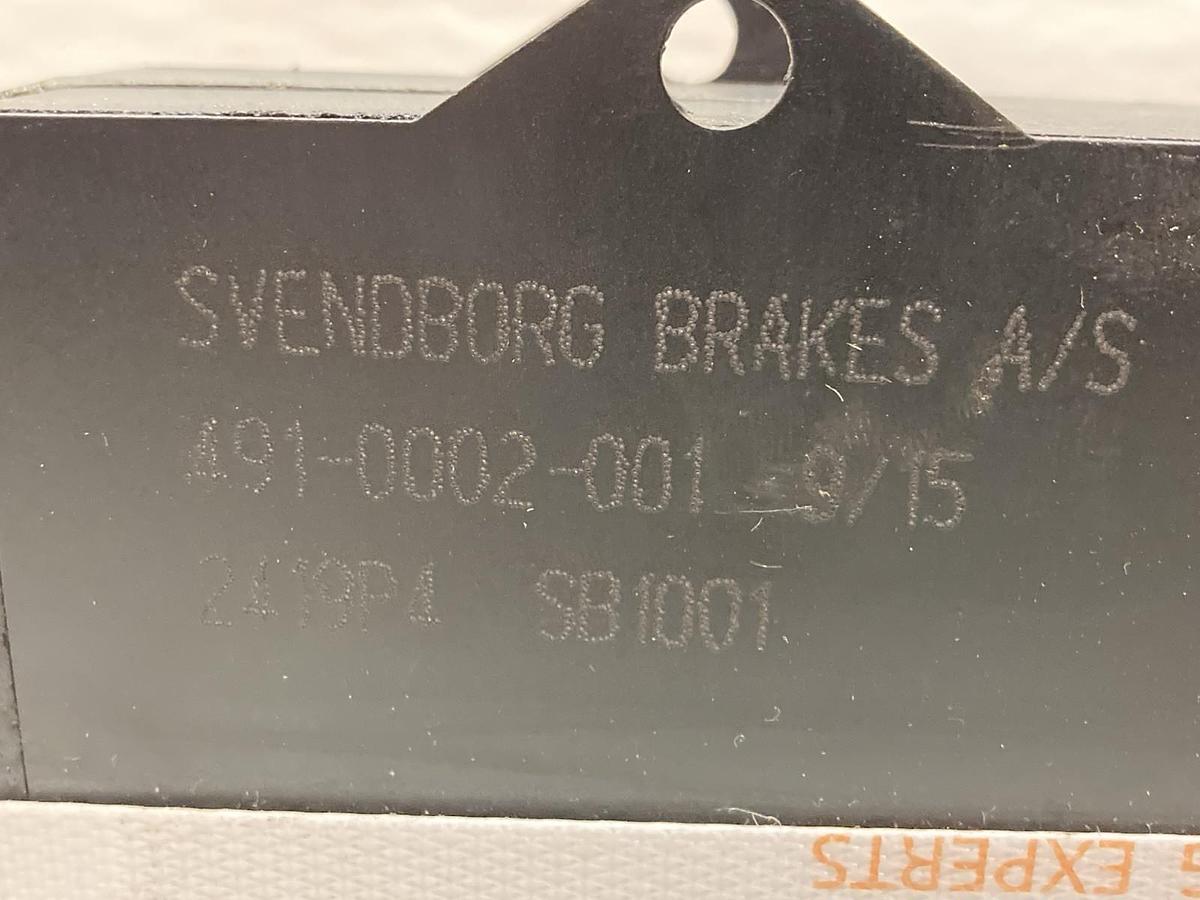 SVENDBORG BRAKES A/S
491-0002-001 9/15
2419P4 SB1001
G EXPERTS